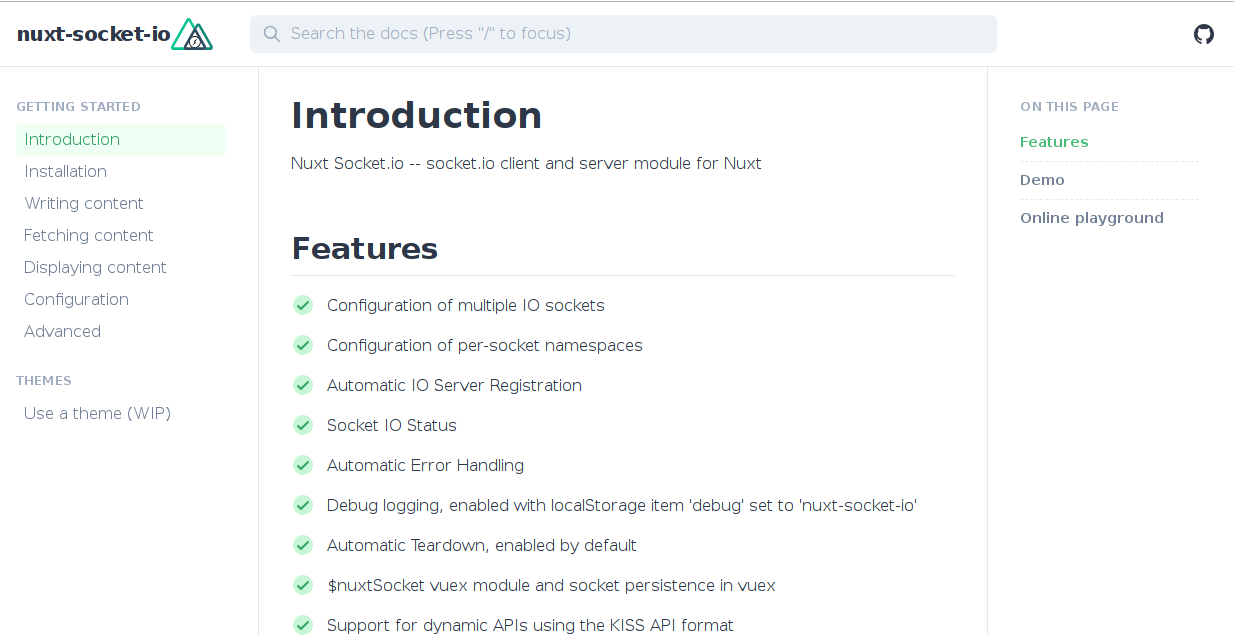 nuxt-socket-io
Search the docs (Press "/" to focus)
GETTING STARTED
Introduction
Installation
Writing content
Fetching content
Displaying content
Configuration
Advanced
THEMES
Use a theme (WIP)
Introduction
Nuxt Socket.io -- socket.io client and server module for Nuxt
Features
Configuration of multiple IO sockets
Configuration of per-socket namespaces
Automatic IO Server Registration
Socket IO Status
Automatic Error Handling
Debug logging, enabled with localStorage item 'debug' set to 'nuxt-socket-io'
Automatic Teardown, enabled by default
$nuxtSocket vuex module and socket persistence in vuex
Support for dynamic APIs using the KISS API format
ON THIS PAGE
Features
Demo
Online playground